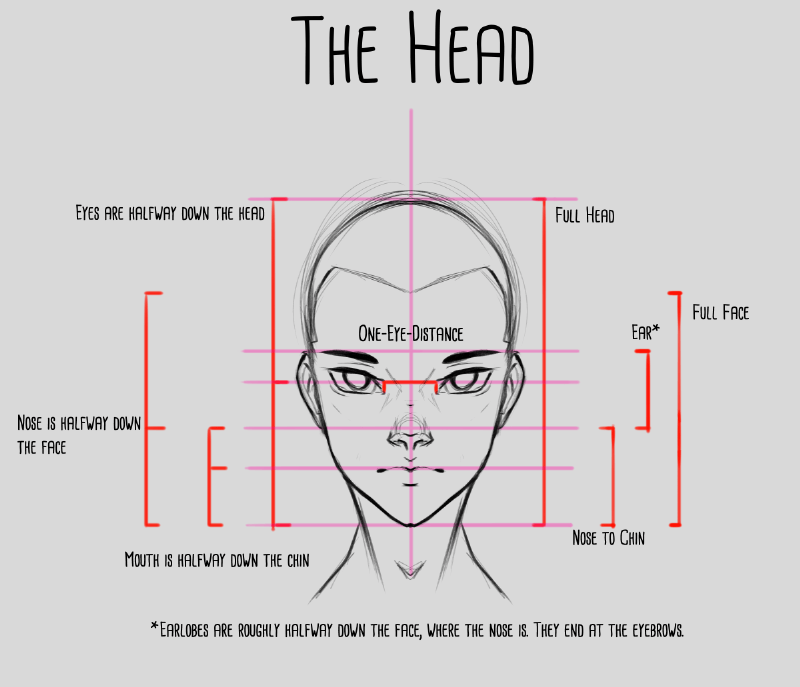 The Head
Eyes are halfway down the head
Full Head
Full Face
One-Eye-Distance
Ear*
Nose is halfway down
the face
Nose to Chin
Mouth is halfway down the chin
*Earlobes are roughly halfway down the face, where the nose is. They end at the eyebrows.